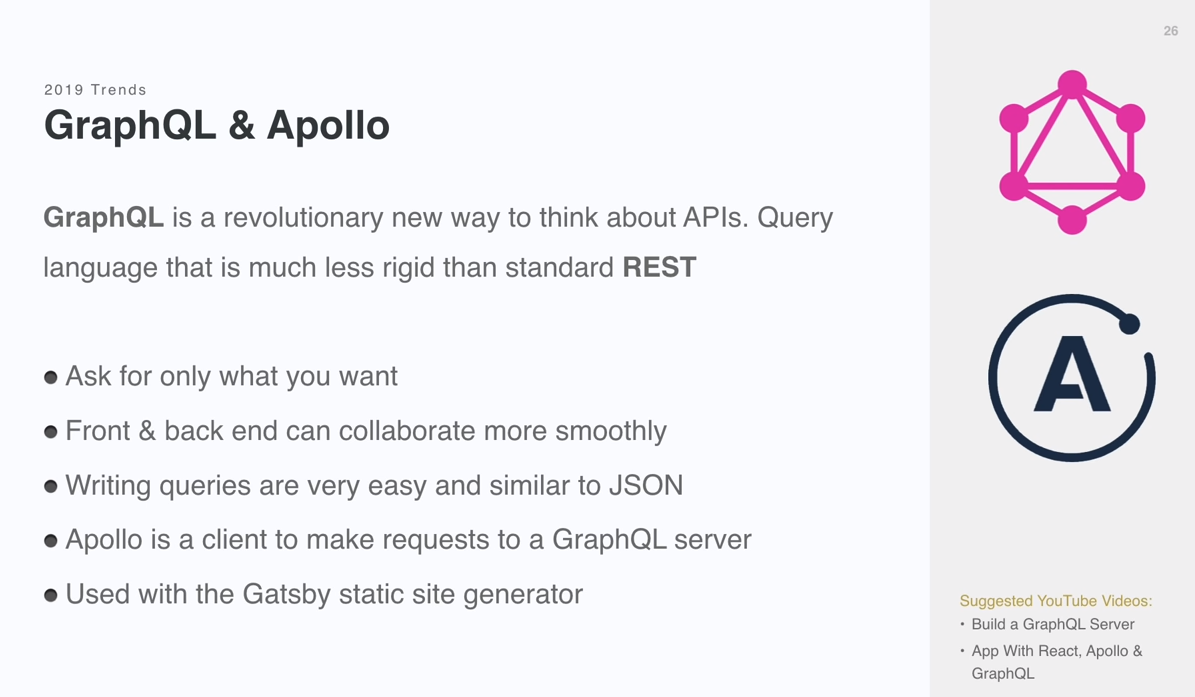 26
2019 Trends
GraphQL & Apollo
GraphQL is a revolutionary new way to think about APIs. Query
language that is much less rigid than standard REST
● Ask for only what you want
● Front & back end can collaborate more smoothly
● Writing queries are very easy and similar to JSON
● Apollo is a client to make requests to a GraphQL server
● Used with the Gatsby static site generator
A
Suggested YouTube Videos:
• Build a GraphQL Server
• App With React, Apollo &
GraphQL